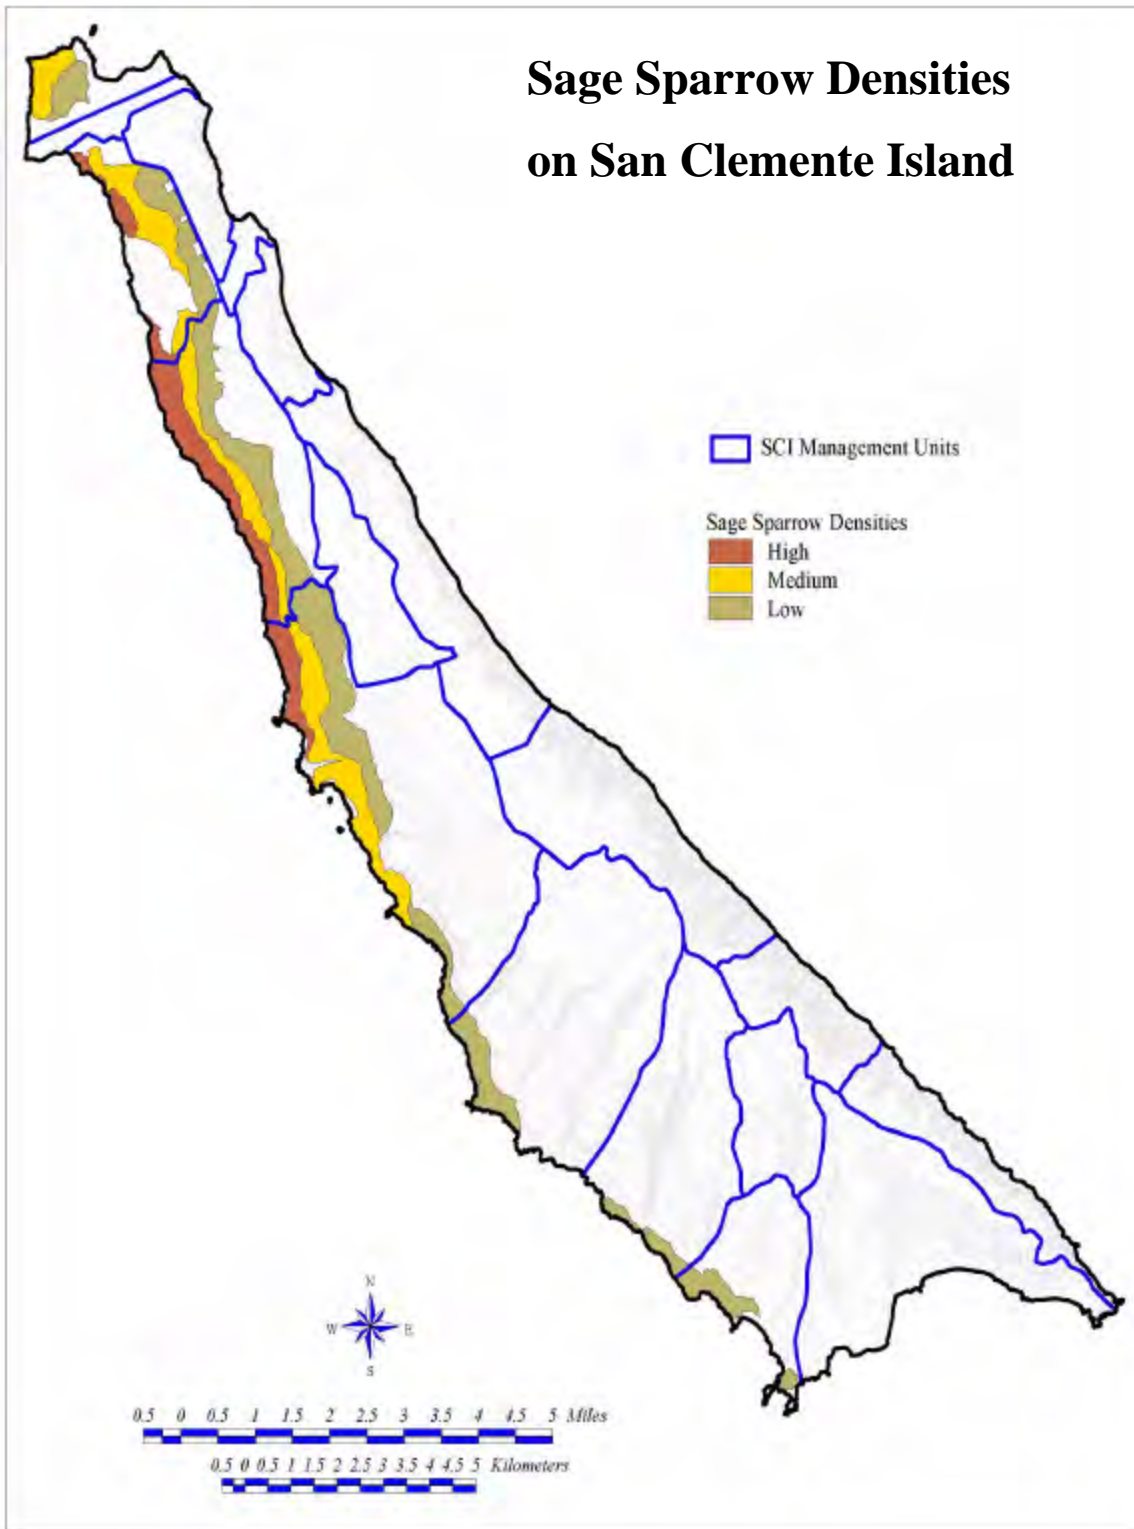 Sage Sparrow Densities
on San Clemente Island
SCI Management Units
Sage Sparrow Densities
High
Medium
Low
N
W E
S
0.5 0 0.5 1 1.5 2 2.5 3 3.5 4 4.5 5 Miles
0.5 0 0.5 1 1.5 2 2.5 3 3.5 4 4.5 5 Kilometers